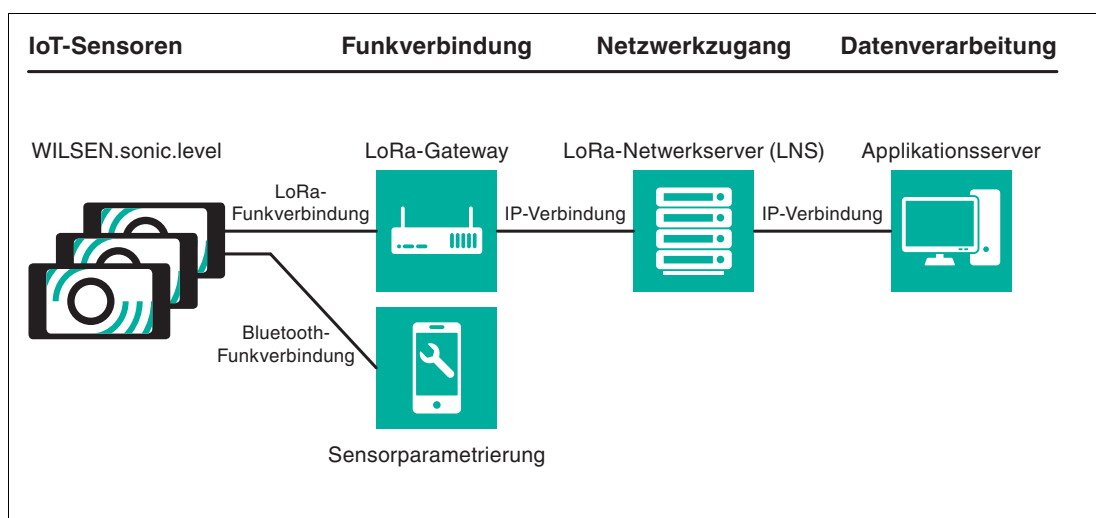 IoT-Sensoren Funkverbindung Netzwerkzugang Datenverarbeitung
WILSEN.sonic.level LoRa-Gateway LoRa-Netwerkserver (LNS) Applikationsserver
LoRa-
Funkverbindung IP-Verbindung IP-Verbindung
Bluetooth-
Funkverbindung
Sensorparametrierung